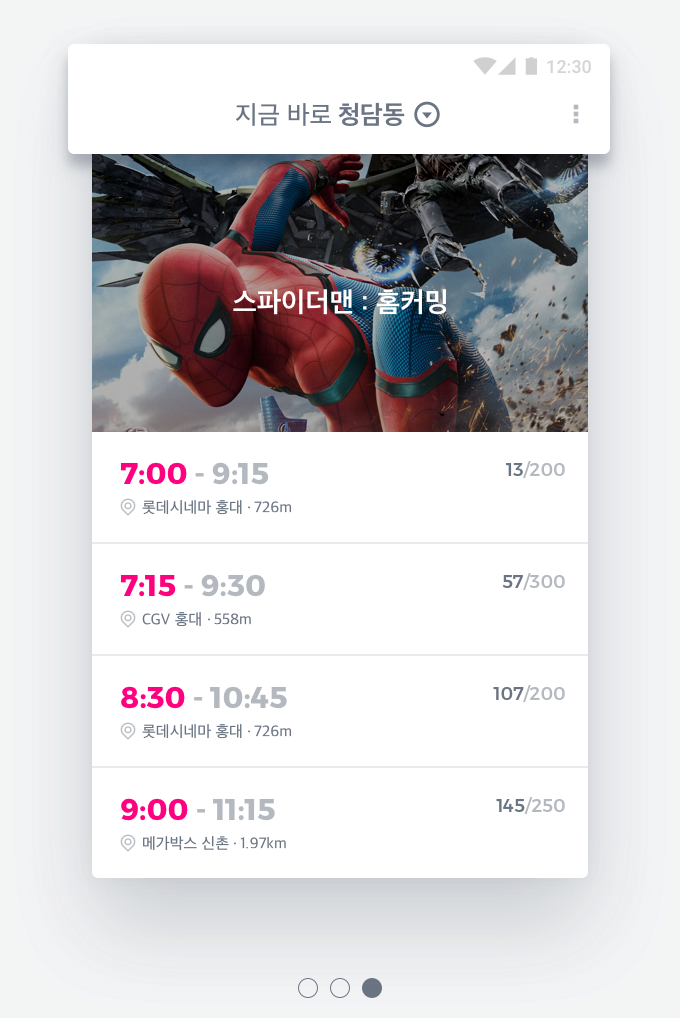 12:30
지금 바로 청담동
스파이더맨 : 홈커밍
7:00 - 9:15
13/200
롯데시네마 홍대 · 726m
7:15 - 9:30
57/300
CGV 홍대 · 558m
8:30 - 10:45
107/200
롯데시네마 홍대 · 726m
9:00 - 11:15
145/250
메가박스 신촌 · 1.97km